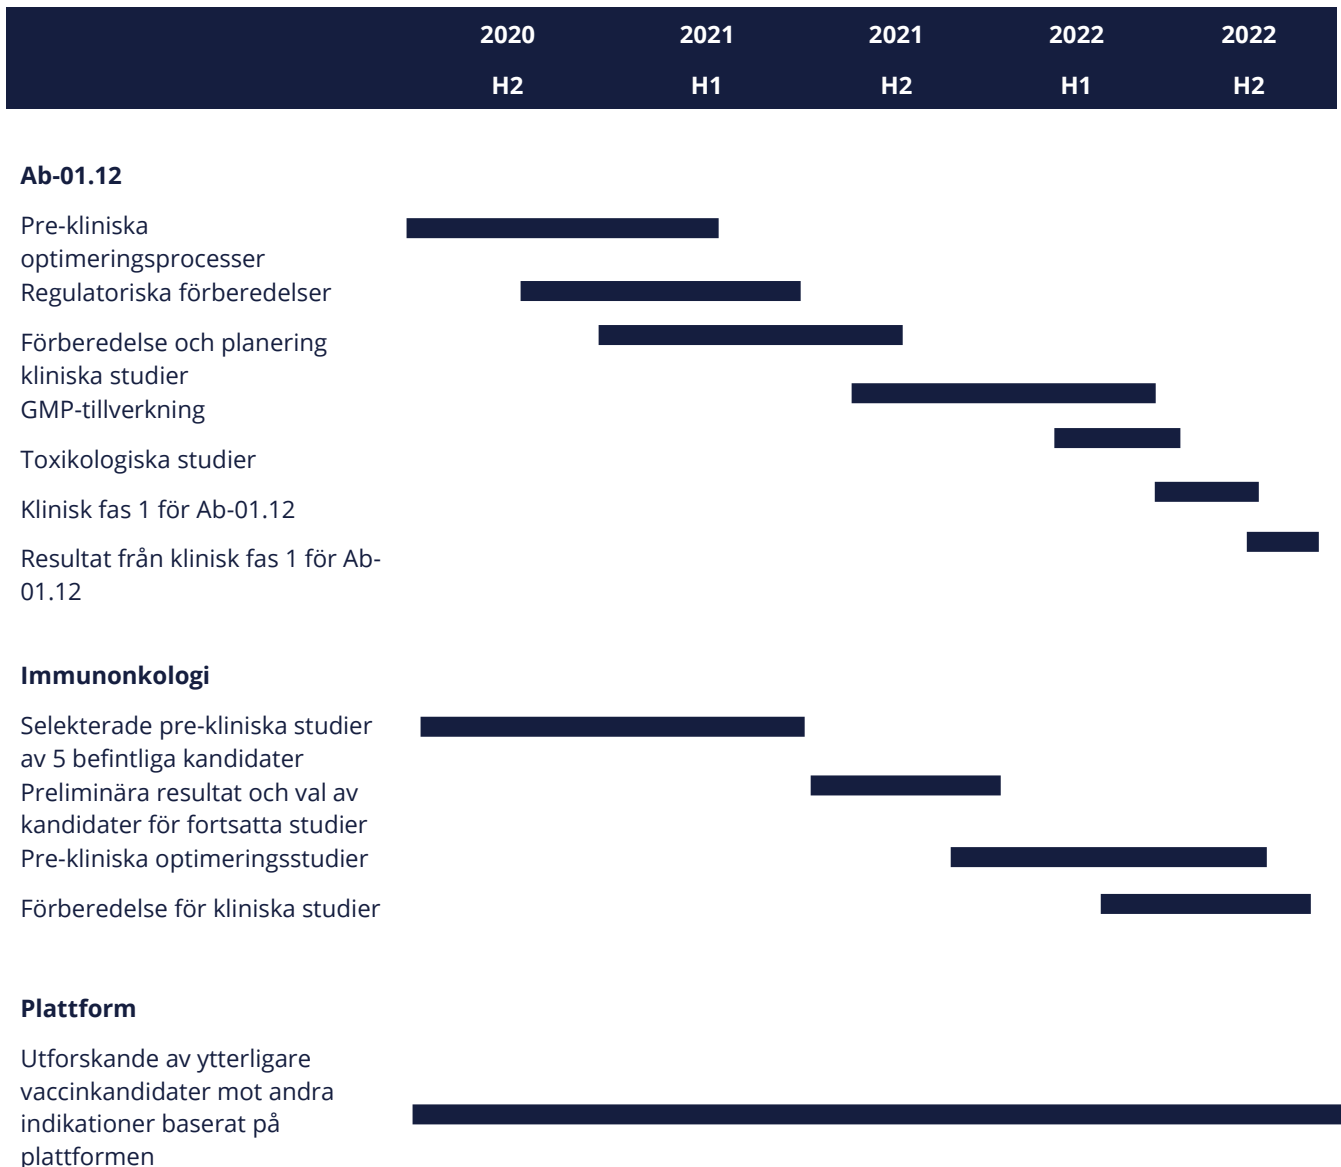 2020 2021 2021 2022 2022
H2 H1 H2 H1 H2
Ab-01.12
Pre-kliniska
optimeringsprocesser
Regulatoriska förberedelser
Förberedelse och planering
kliniska studier
GMP-tillverkning
Toxikologiska studier
Klinisk fas 1 för Ab-01.12
Resultat från klinisk fas 1 för Ab-
01.12
Immunonkologi
Selekterade pre-kliniska studier
av 5 befintliga kandidater
Preliminära resultat och val av
kandidater för fortsatta studier
Pre-kliniska optimeringsstudier
Förberedelse för kliniska studier
Plattform
Utforskande av ytterligare
vaccinkandidater mot andra
indikationer baserat på
plattformen